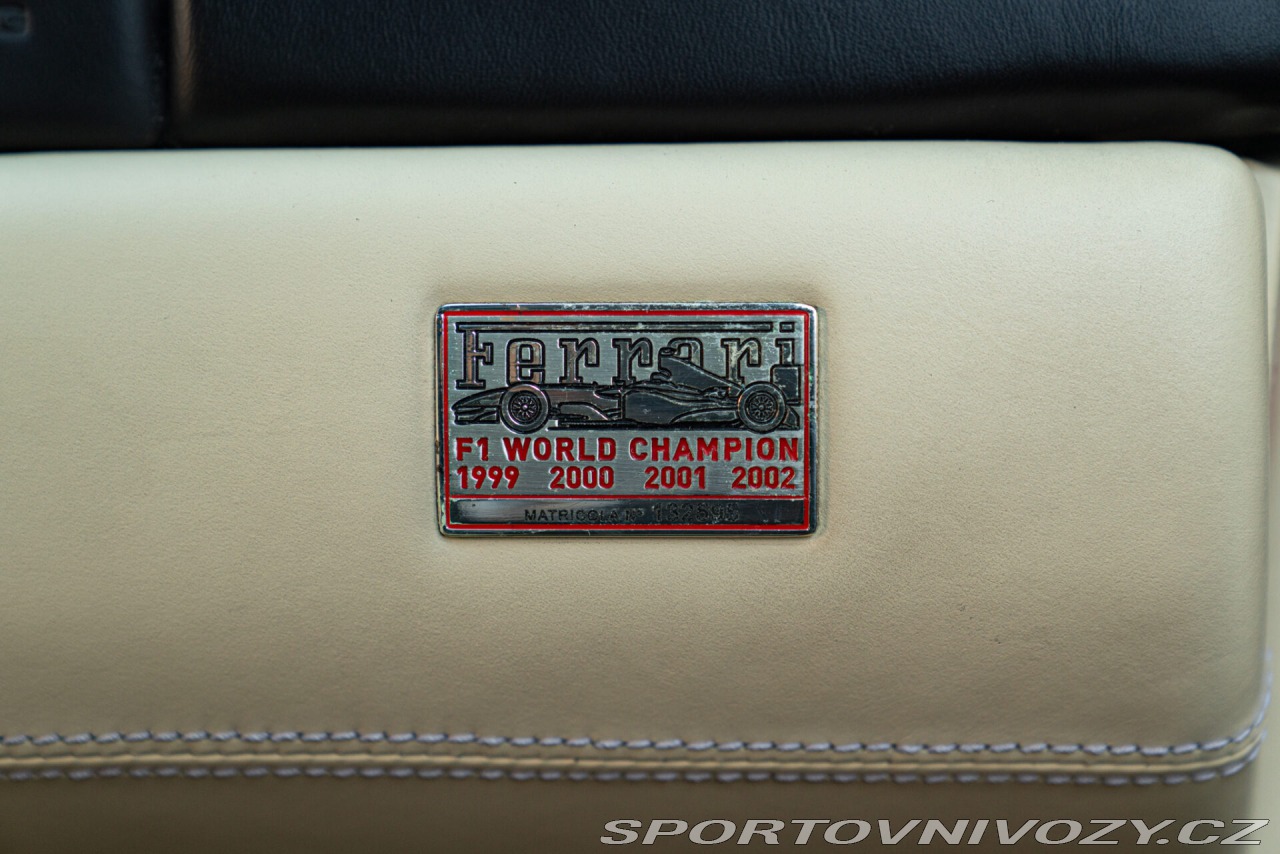 Ferrari
F1 WORLD CHAMPION
1999 2000 2001 2002
MATRICOLA N°
SPORTOVNIVOZY.CZ